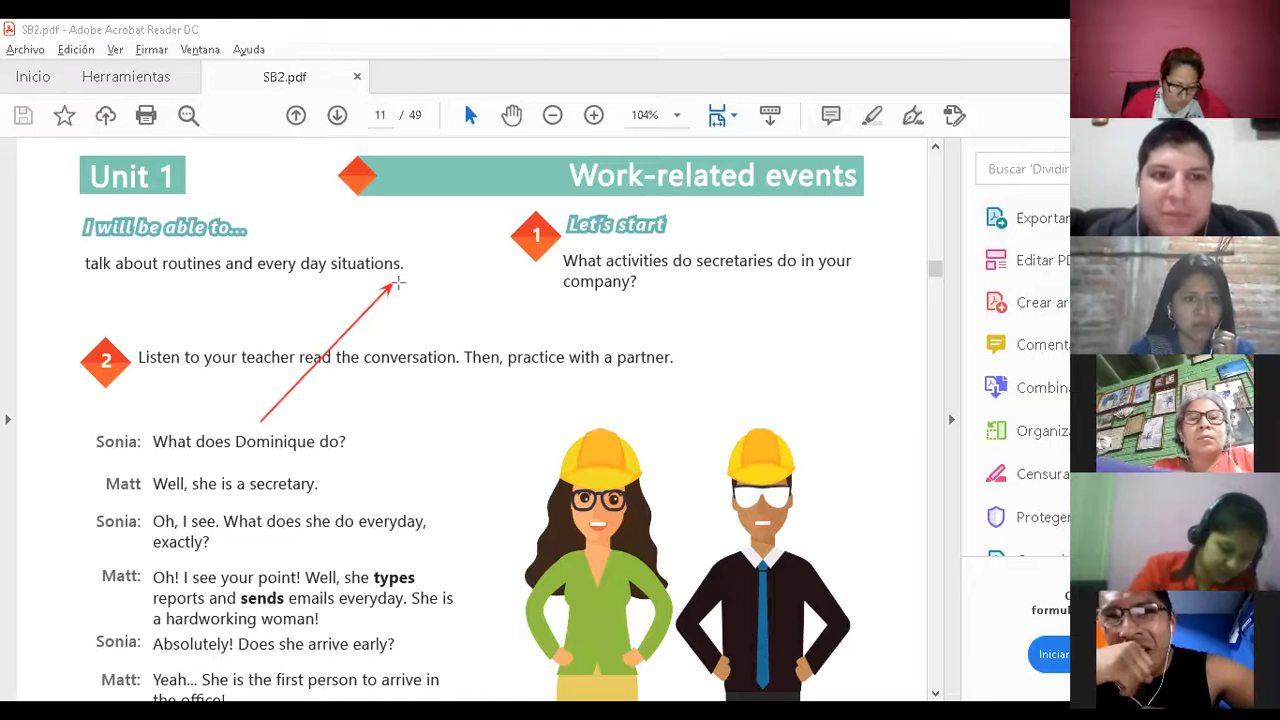 SB2.pdf - Adobe Acrobat Reader DC
Archivo Edición Ver Firmar Ventana Ayuda
Inicio Herramientas SB2.pdf ×
11 / 49 104%
Unit 1
Work-related events
I will be able to...
talk about routines and every day situations.
1
Let's start
What activities do secretaries do in your
company?
2
Listen to your teacher read the conversation. Then, practice with a partner.
Sonia: What does Dominique do?
Matt Well, she is a secretary.
Sonia: Oh, I see. What does she do everyday,
exactly?
Matt: Oh! I see your point! Well, she types
reports and sends emails everyday. She is
a hardworking woman!
Sonia: Absolutely! Does she arrive early?
Matt: Yeah... She is the first person to arrive in
the office!
Buscar 'Dividir
Exportar
Editar PD
Crear ar
Coment
Combina
Organiza
Censura
Proteger
C
formul
Iniciar